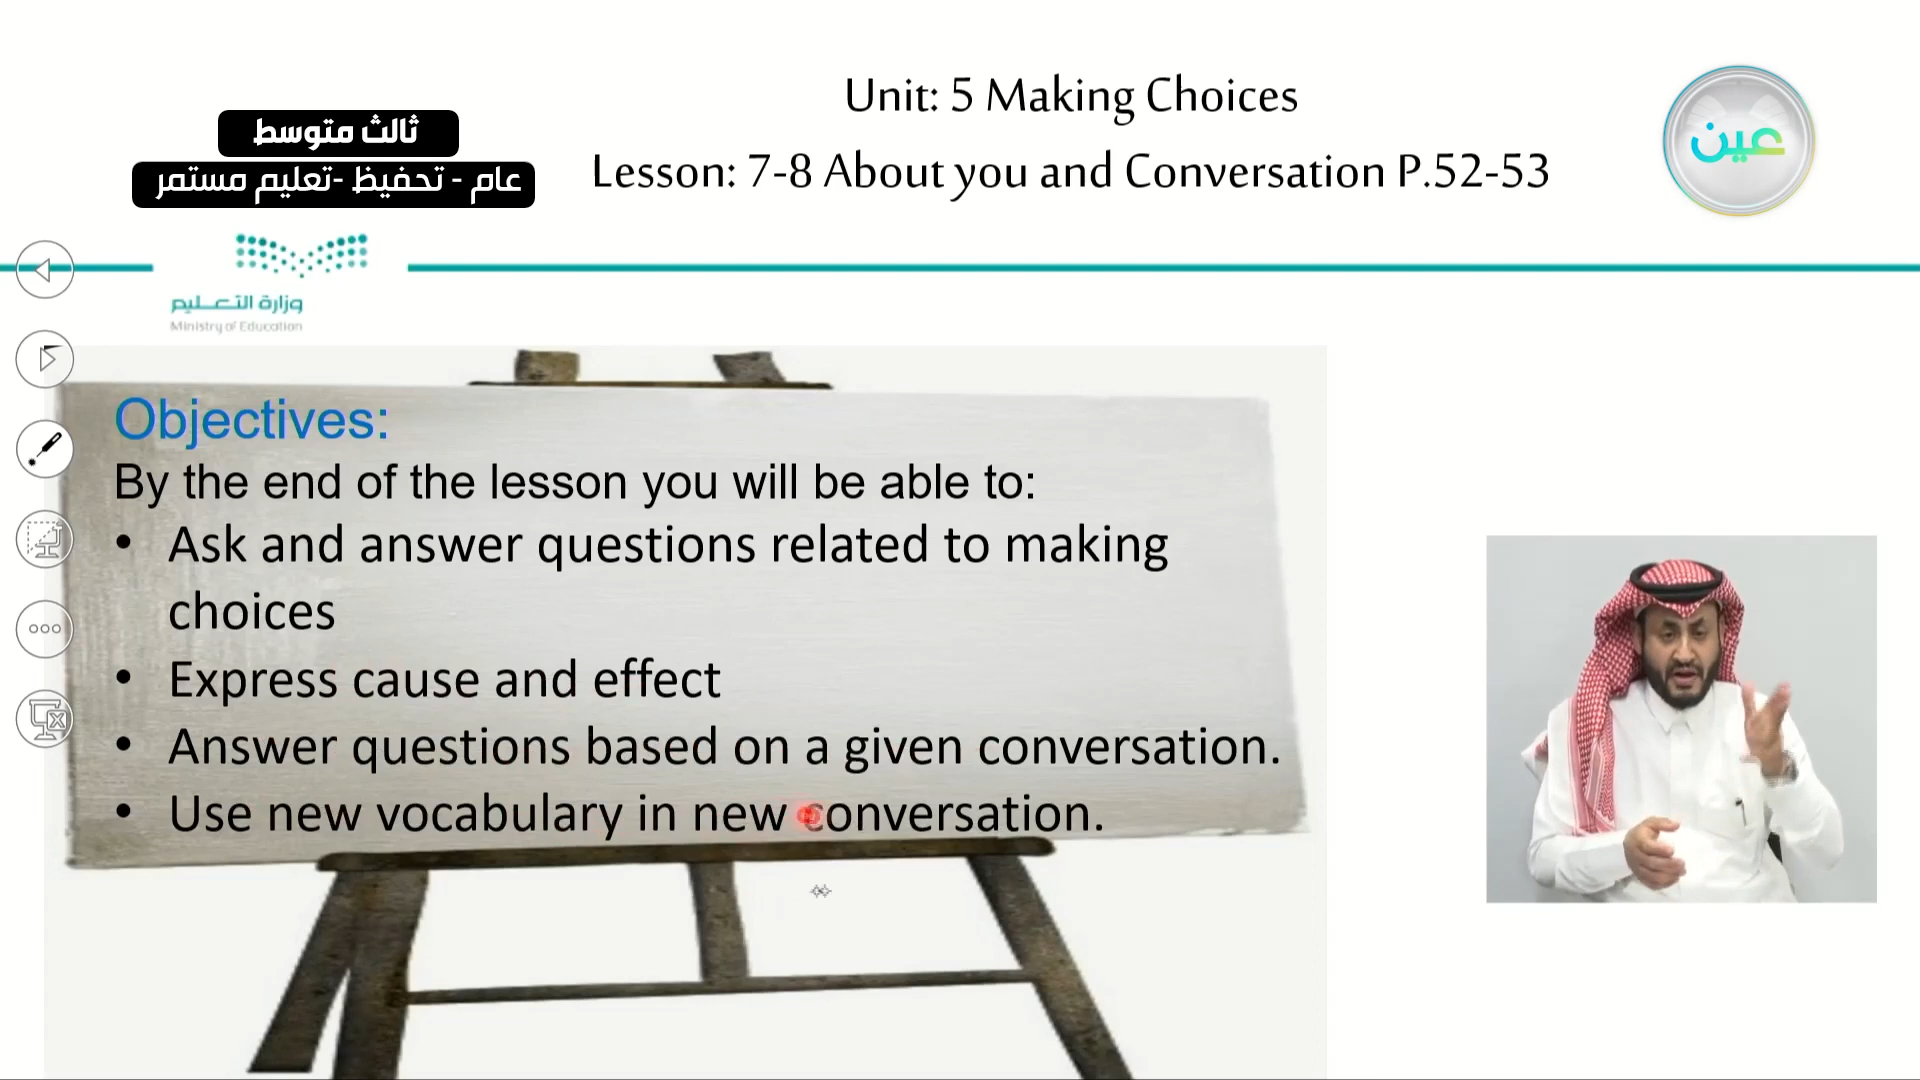 Unit: 5 Making Choices
Lesson: 7-8 About you and Conversation P.52-53
ثالث متوسط
عام - تحفيظ -تعليم مستمر
عين
وزارة التعليم
Ministry of Education
Objectives:
By the end of the lesson you will be able to:
• Ask and answer questions related to making
choices
• Express cause and effect
• Answer questions based on a given conversation.
• Use new vocabulary in new conversation.